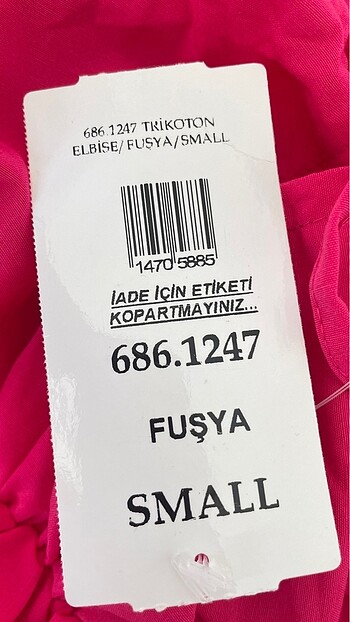 686.1247 TRİKOTON
ELBİSE/FUŞYA/SMALL
1470 5885
İADE İÇİN ETİKETİ
KOPARTMAYINIZ...
686.1247
FUŞYA
SMALL